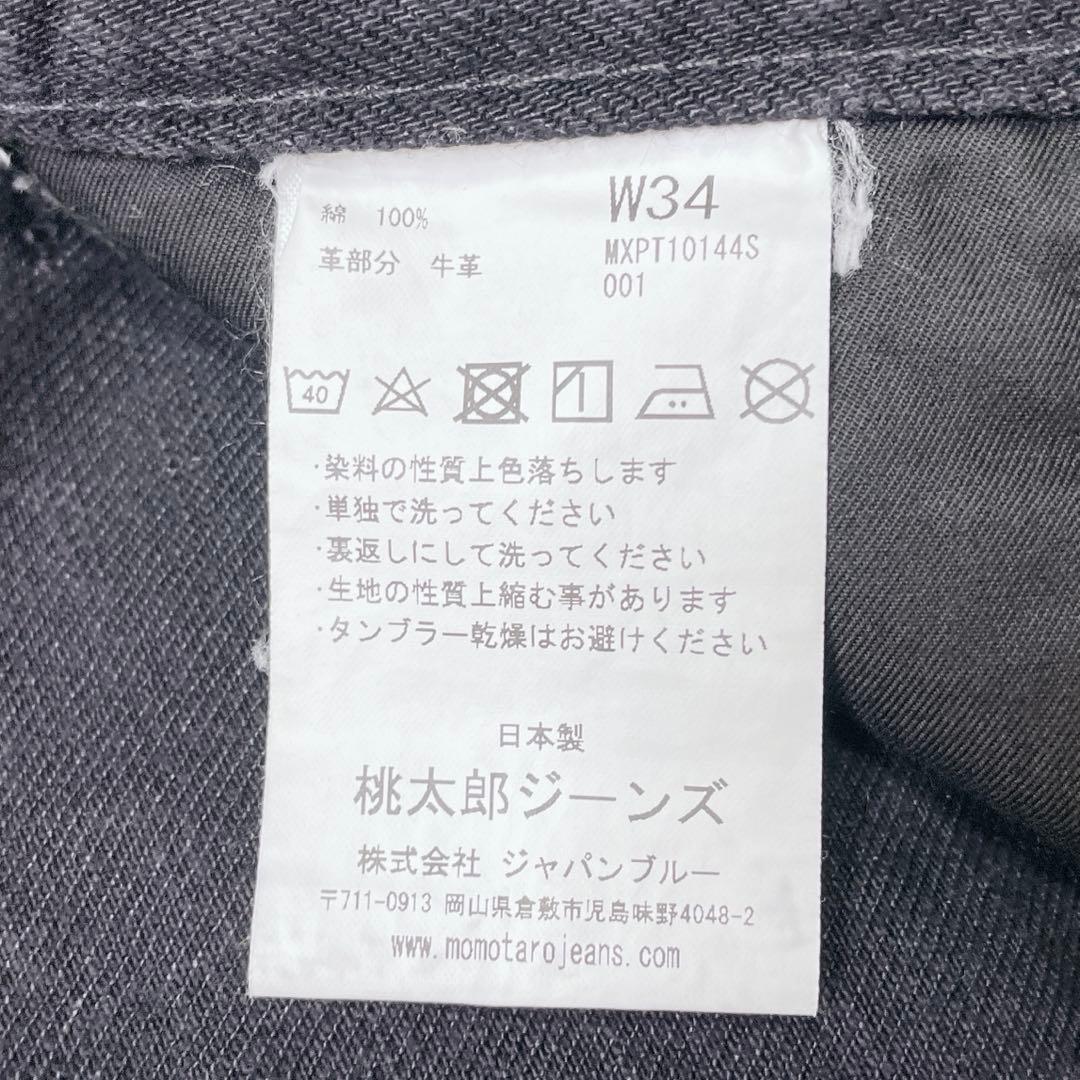 綿 100%
革部分 牛革
W34
MXPT10144S
001
40
・染料の性質上色落ちします
・単独で洗ってください
・裏返しにして洗ってください
・生地の性質上縮む事があります
・タンブラー乾燥はお避けください
日本製
桃太郎ジーンズ
株式会社 ジャパンブルー
〒711-0913 岡山県倉敷市児島味野4048-2
www.momotarojeans.com